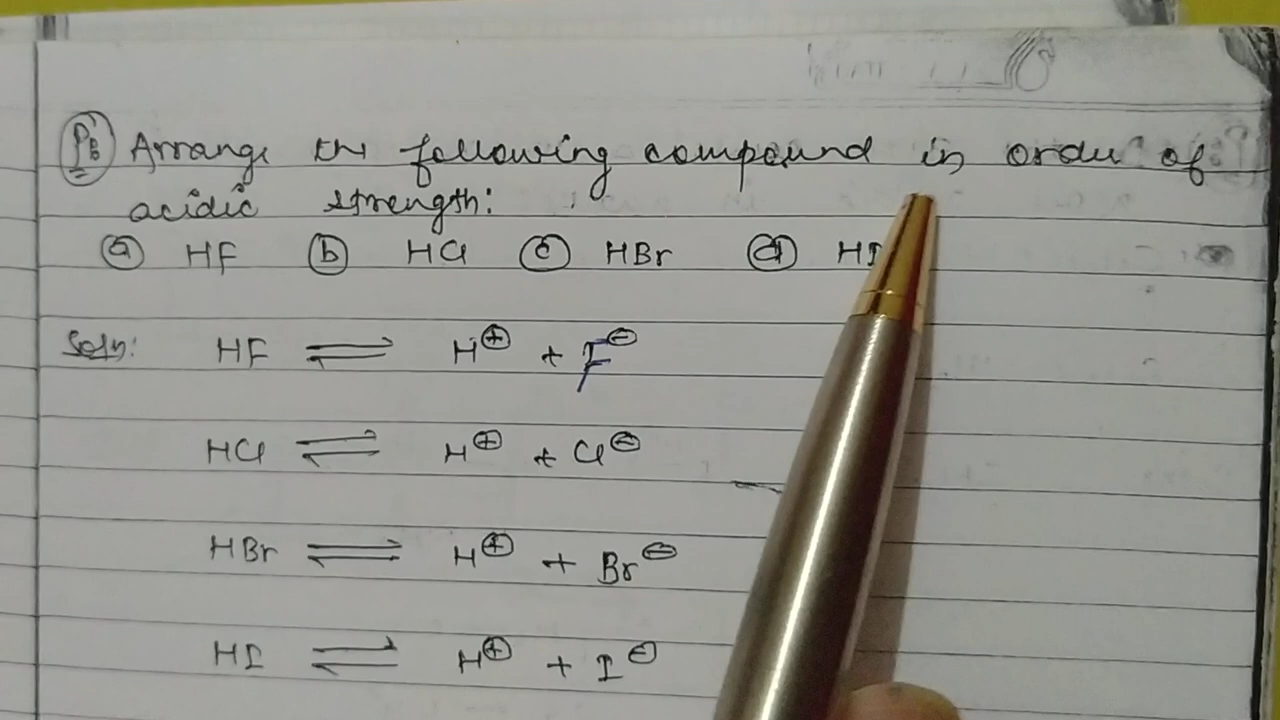 Pb Arrange the following compound in order of
acidic strength:
ⓐ HF ⓑ HCl ⓒ HBr ⓓ HI
Soln: HF ⇌ H⊕ + F⊖
HCl ⇌ H⊕ + Cl⊖
HBr ⇌ H⊕ + Br⊖
HI ⇌ H⊕ + I⊖